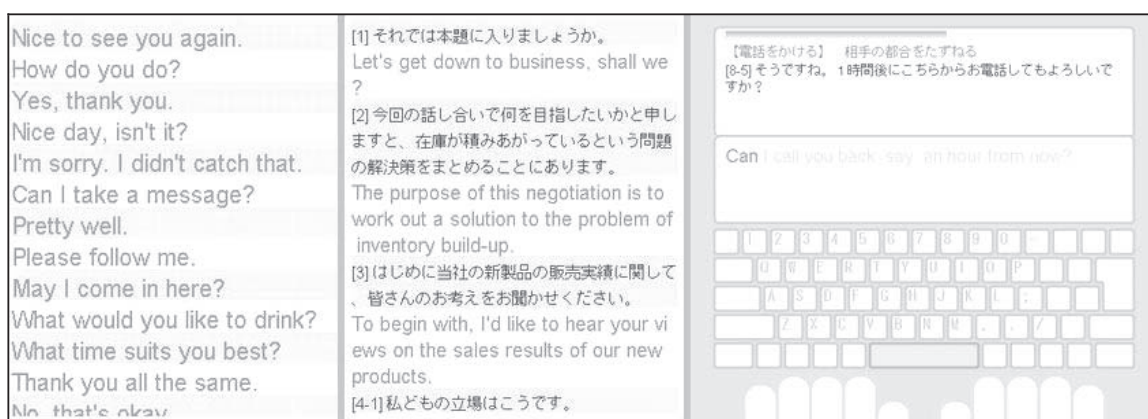 Nice to see you again.
How do you do?
Yes, thank you.
Nice day, isn't it?
I'm sorry. I didn't catch that.
Can I take a message?
Pretty well.
Please follow me.
May I come in here?
What would you like to drink?
What time suits you best?
Thank you all the same.
No, that's okay
[1] それでは本題に入りましょうか。
Let's get down to business, shall we
?
[2] 今回の話し合いで何を目指したいかと申し
ますと、在庫が積みあがっているという問題
の解決策をまとめることにあります。
The purpose of this negotiation is to
work out a solution to the problem of
inventory build-up.
[3] はじめに当社の新製品の販売実績に関して
、皆さんのお考えをお聞かせください。
To begin with, I'd like to hear your vi
ews on the sales results of our new
products.
[4-1] 私どもの立場はこうです。
【電話をかける】 相手の都合をたずねる
[8-5] そうですね。1時間後にこちらからお電話してもよろしいで
すか？
Can I call you back, say, an hour from now?
1 2 3 4 5 6 7 8 9 0 -
Q W E R T Y U I O P
A S D F G H J K L ;
Z X C V B N M , . /